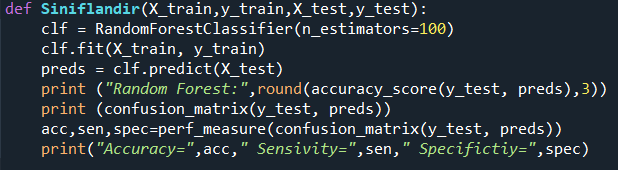 def Siniflandir(X_train,y_train,X_test,y_test):
    clf = RandomForestClassifier(n_estimators=100)
    clf.fit(X_train, y_train)
    preds = clf.predict(X_test)
    print ("Random Forest:",round(accuracy_score(y_test, preds),3))
    print (confusion_matrix(y_test, preds))
    acc,sen,spec=perf_measure(confusion_matrix(y_test, preds))
    print("Accuracy=",acc," Sensivity=",sen," Specifictiy=",spec)